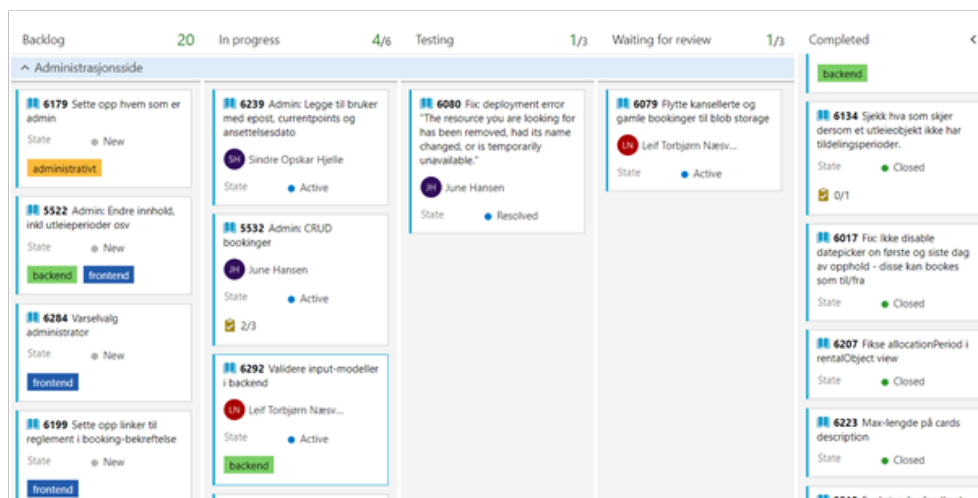 Backlog 20
Administrasjonsside
6179 Sette opp hvem som er
admin
State New
administrativt
5522 Admin: Endre innhold,
inkl utleieperioder osv
State New
backend frontend
6284 Varselvalg
administrator
State New
frontend
6199 Sette opp linker til
reglement i booking-bekreftelse
State New
frontend
In progress 4/6
6239 Admin: Legge til bruker
med epost, currentpoints og
ansettelsesdato
SH Sindre Opskar Hjelle
State Active
5532 Admin: CRUD
bookinger
JH June Hansen
State Active
2/3
6292 Validere input-modeller
i backend
LN Leif Torbjørn Næsv...
State Active
backend
Testing 1/3
6080 Fix: deployment error
"The resource you are looking for
has been removed, had its name
changed, or is temporarily
unavailable."
JH June Hansen
State Resolved
Waiting for review 1/3
6079 Flytte kansellerte og
gamle bookinger til blob storage
LN Leif Torbjørn Næsv...
State Active
Completed
backend
6134 Sjekk hva som skjer
dersom et utleieobjekt ikke har
tildelingsperioder.
State Closed
0/1
6017 Fix: Ikke disable
datepicker on første og siste dag
av opphold - disse kan bookes
som til/fra
State Closed
6207 Fikse allocationPeriod i
rentalObject view
State Closed
6223 Max-lengde på cards
description
State Closed